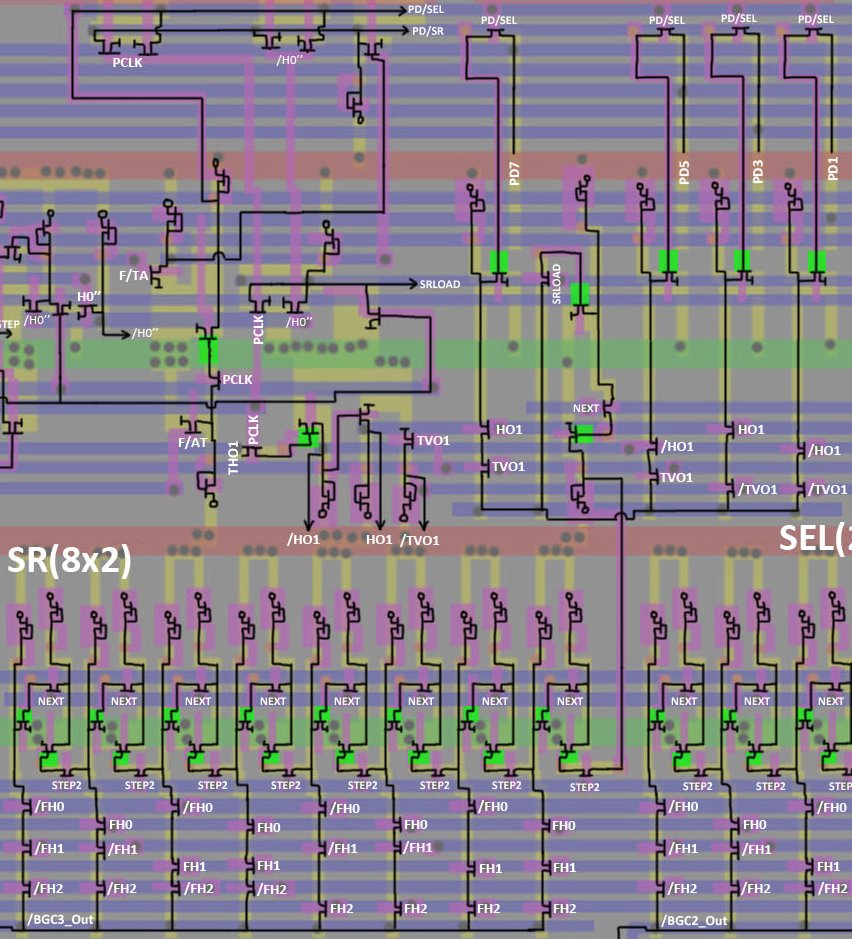 PD/SEL
PD/SEL PD/SEL PD/SEL PD/SEL
PD/SR
PCLK /H0''
PD7 PD5 PD3 PD1
F/TA
SRLOAD
SRLOAD
H0''
/H0''
STEP
/H0''
PCLK
/H0''
PCLK
NEXT
F/AT
THO1
PCLK
TVO1
HO1
/HO1
HO1
/HO1
TVO1
TVO1
/TVO1
/TVO1
/HO1 HO1 /TVO1
SR(8x2)
SEL(2
NEXT NEXT NEXT NEXT NEXT NEXT NEXT NEXT NEXT NEXT NEXT
STEP2 STEP2 STEP2 STEP2 STEP2 STEP2 STEP2 STEP2 STEP2 STEP2 STEP
/FH0 /FH0 /FH0 /FH0 /FH0 /FH0
FH0 FH0 FH0 FH0 FH0
/FH1 /FH1 /FH1 /FH1 /FH1 /FH1
FH1 FH1 FH1 FH1 FH1
/FH2 /FH2 /FH2 /FH2 /FH2 /FH2 /FH2
FH2 FH2 FH2 FH2
/BGC3_Out /BGC2_Out